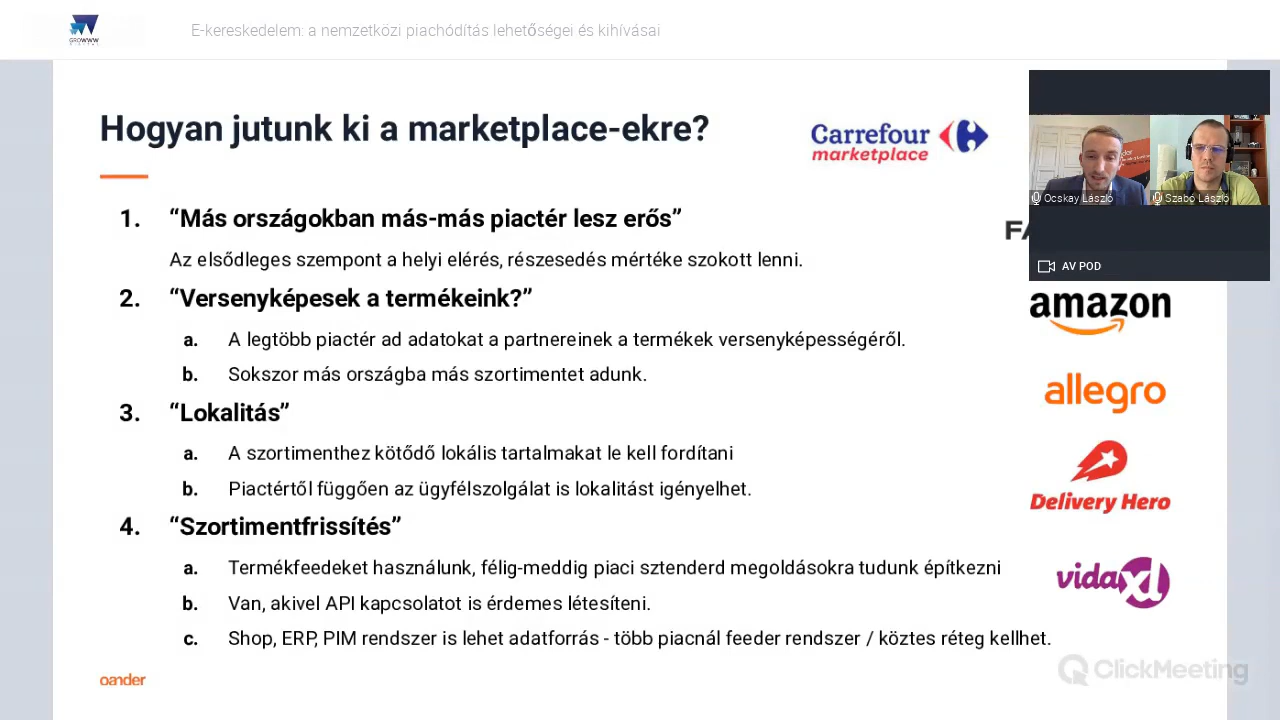 GROWWW
E-kereskedelem: a nemzetközi piachódítás lehetőségei és kihívásai
Hogyan jutunk ki a marketplace-ekre?
Carrefour
marketplace
Ocskay László
Szabó László
AV POD
1. “Más országokban más-más piactér lesz erős”
Az elsődleges szempont a helyi elérés, részesedés mértéke szokott lenni.
2. “Versenyképesek a termékeink?”
a. A legtöbb piactér ad adatokat a partnereinek a termékek versenyképességéről.
b. Sokszor más országba más szortimentet adunk.
3. “Lokalitás”
a. A szortimenthez kötődő lokális tartalmakat le kell fordítani
b. Piactértől függően az ügyfélszolgálat is lokalitást igényelhet.
4. “Szortimentfrissítés”
a. Termékfeedeket használunk, félig-meddig piaci sztenderd megoldásokra tudunk építkezni
b. Van, akivel API kapcsolatot is érdemes létesíteni.
c. Shop, ERP, PIM rendszer is lehet adatforrás - több piacnál feeder rendszer / köztes réteg kellhet.
FA
amazon
allegro
Delivery Hero
vidaXL
oander
ClickMeeting